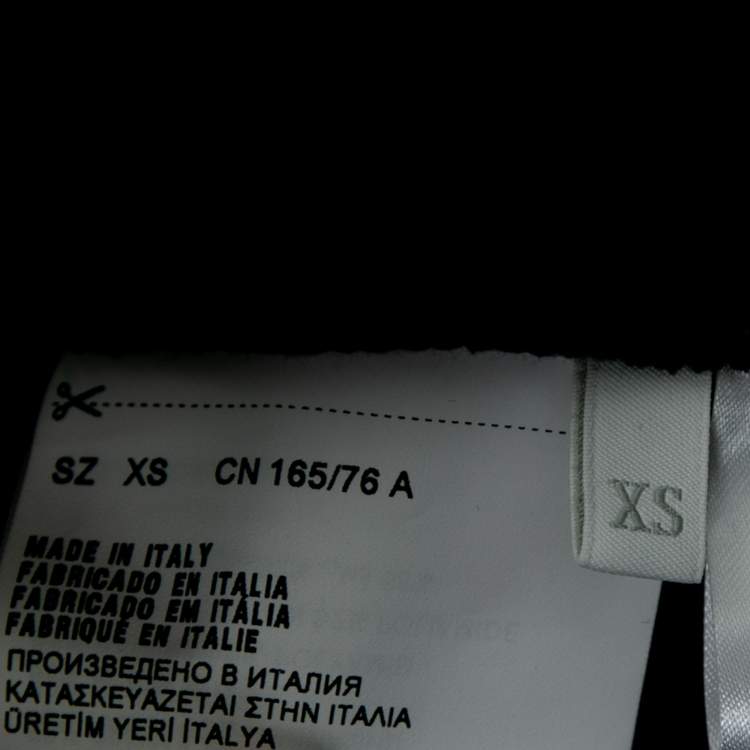 SZ XS CN 165/76 A
XS
MADE IN ITALY
FABRICADO EN ITALIA
FABRICADO EM ITÁLIA
FABRIQUÉ EN ITALIE
ПРОИЗВЕДЕНО В ИТАЛИЯ
ΚΑΤΑΣΚΕΥΑΖΕΤΑΙ ΣΤΗΝ ΙΤΑΛΙΑ
ÜRETİM YERİ İTALYA